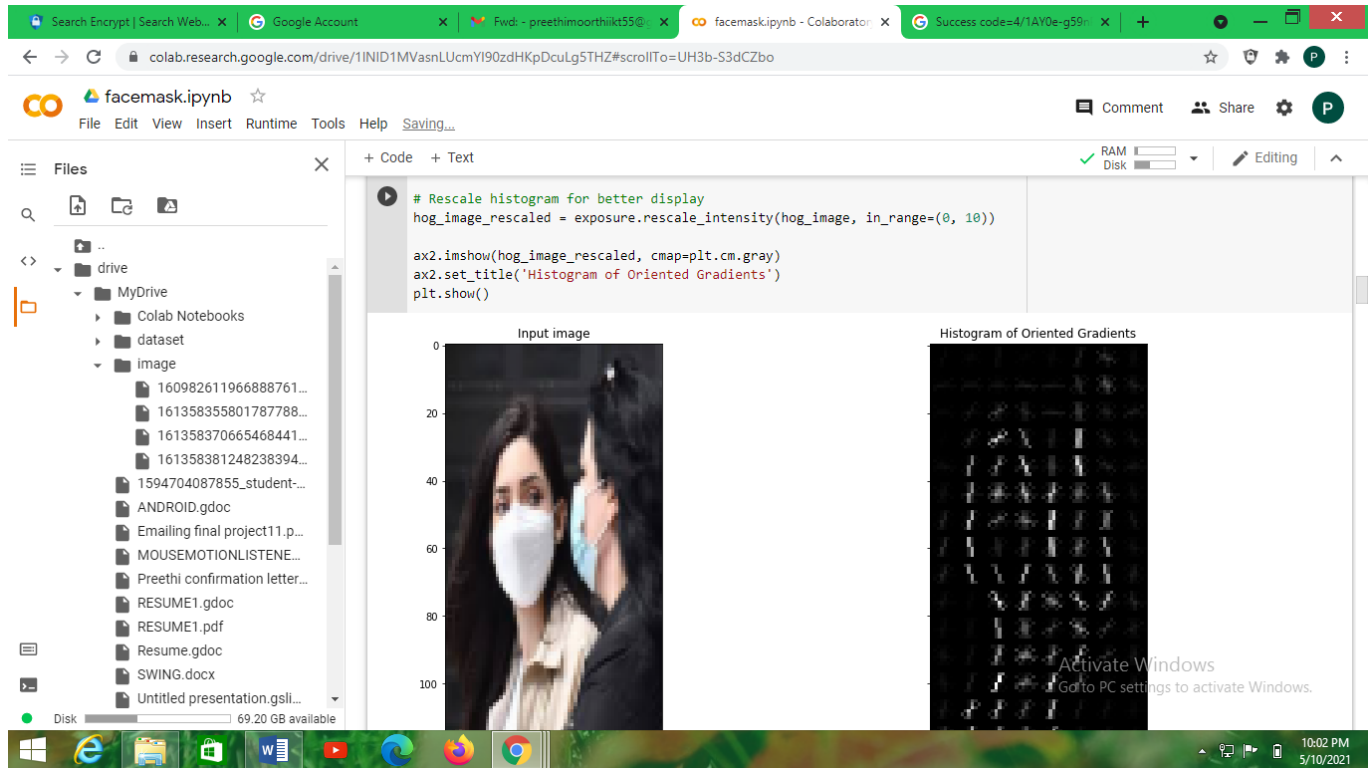 Search Encrypt | Search Web...
Google Account
Fwd: - preethimoorthiikt55@g
facemask.ipynb - Colaboratory
Success code=4/1AY0e-g59n
colab.research.google.com/drive/1INID1MVasnLUcmYl90zdHKpDcuLg5THZ#scrollTo=UH3b-S3dCZbo
P
CO
facemask.ipynb
Comment
Share
P
File Edit View Insert Runtime Tools Help Saving...
Files
+ Code + Text
RAM
Disk
Editing
..
drive
MyDrive
Colab Notebooks
dataset
image
160982611966888761...
161358355801787788...
161358370665468441...
161358381248238394...
1594704087855_student-...
ANDROID.gdoc
Emailing final project11.p...
MOUSEMOTIONLISTENE...
Preethi confirmation letter...
RESUME1.gdoc
RESUME1.pdf
Resume.gdoc
SWING.docx
Untitled presentation.gsli...
Disk 69.20 GB available
# Rescale histogram for better display
hog_image_rescaled = exposure.rescale_intensity(hog_image, in_range=(0, 10))
ax2.imshow(hog_image_rescaled, cmap=plt.cm.gray)
ax2.set_title('Histogram of Oriented Gradients')
plt.show()
Input image
Histogram of Oriented Gradients
0
20
40
60
80
100
Activate Windows
Go to PC settings to activate Windows.
10:02 PM
5/10/2021